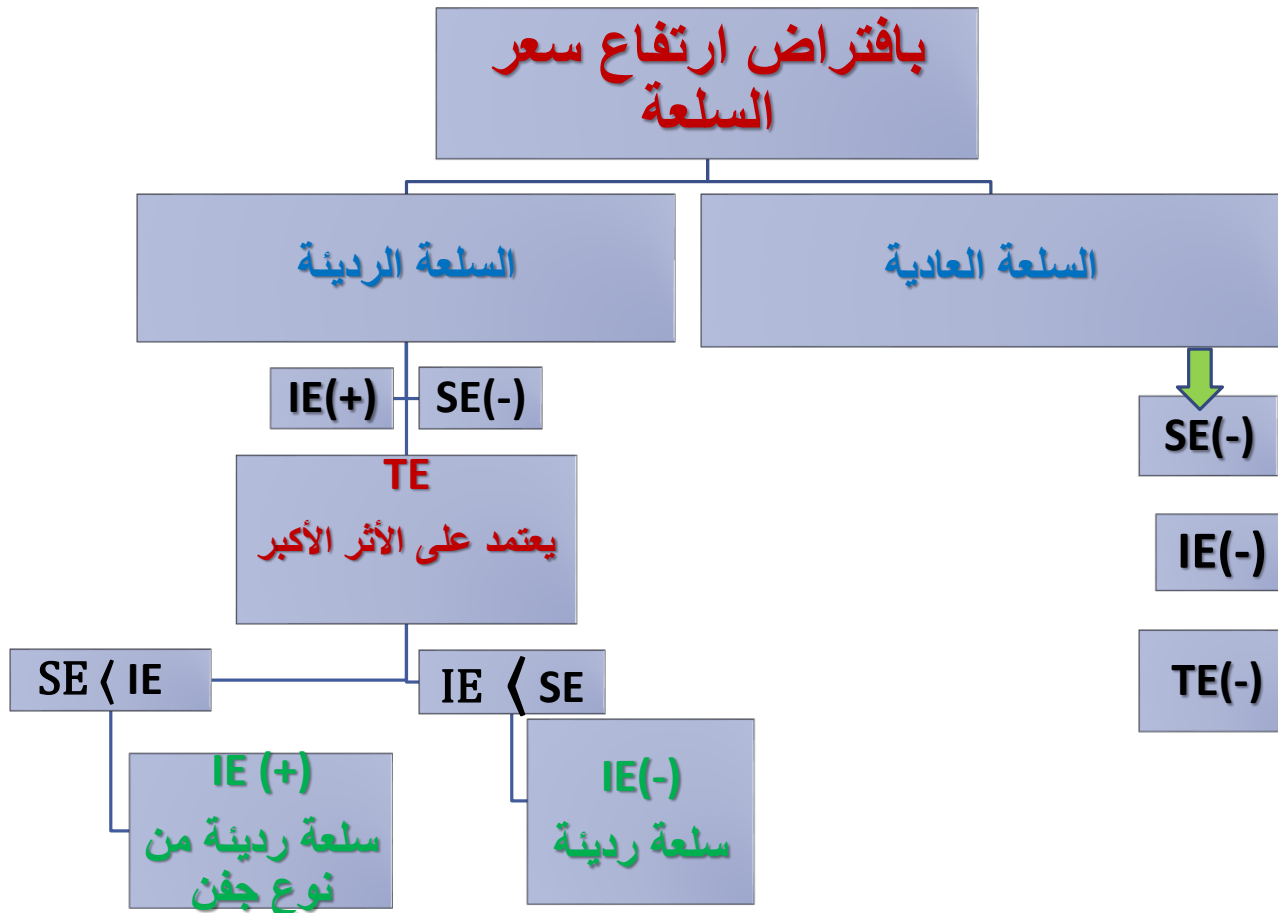 بافتراض ارتفاع سعر
السلعة
السلعة العادية
SE(-)
IE(-)
TE(-)
السلعة الرديئة
SE(-)
IE(+)
TE
يعتمد على الأثر الأكبر
IE ⟨ SE
IE(-)
سلعة رديئة
SE ⟨ IE
IE (+)
سلعة رديئة من
نوع جفن